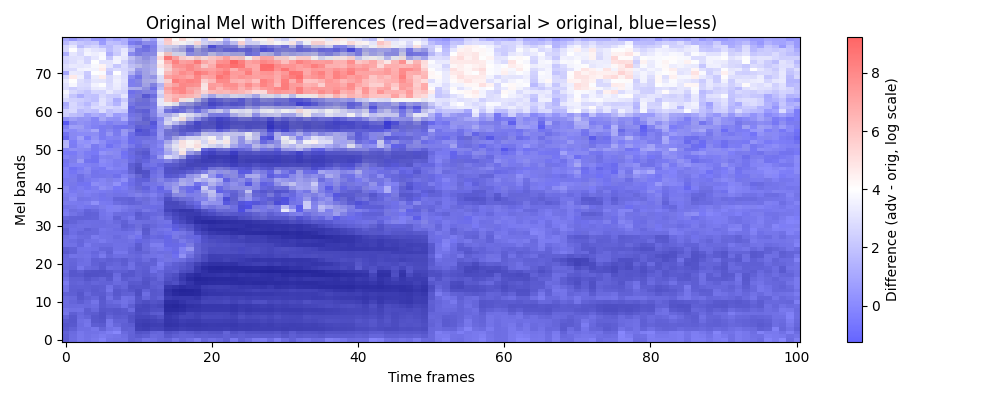 Original Mel with Differences (red=adversarial > original, blue=less)
Mel bands
70
60
50
40
30
20
10
0
0 20 40 60 80 100
Time frames
8
6
4
2
0
Difference (adv - orig, log scale)